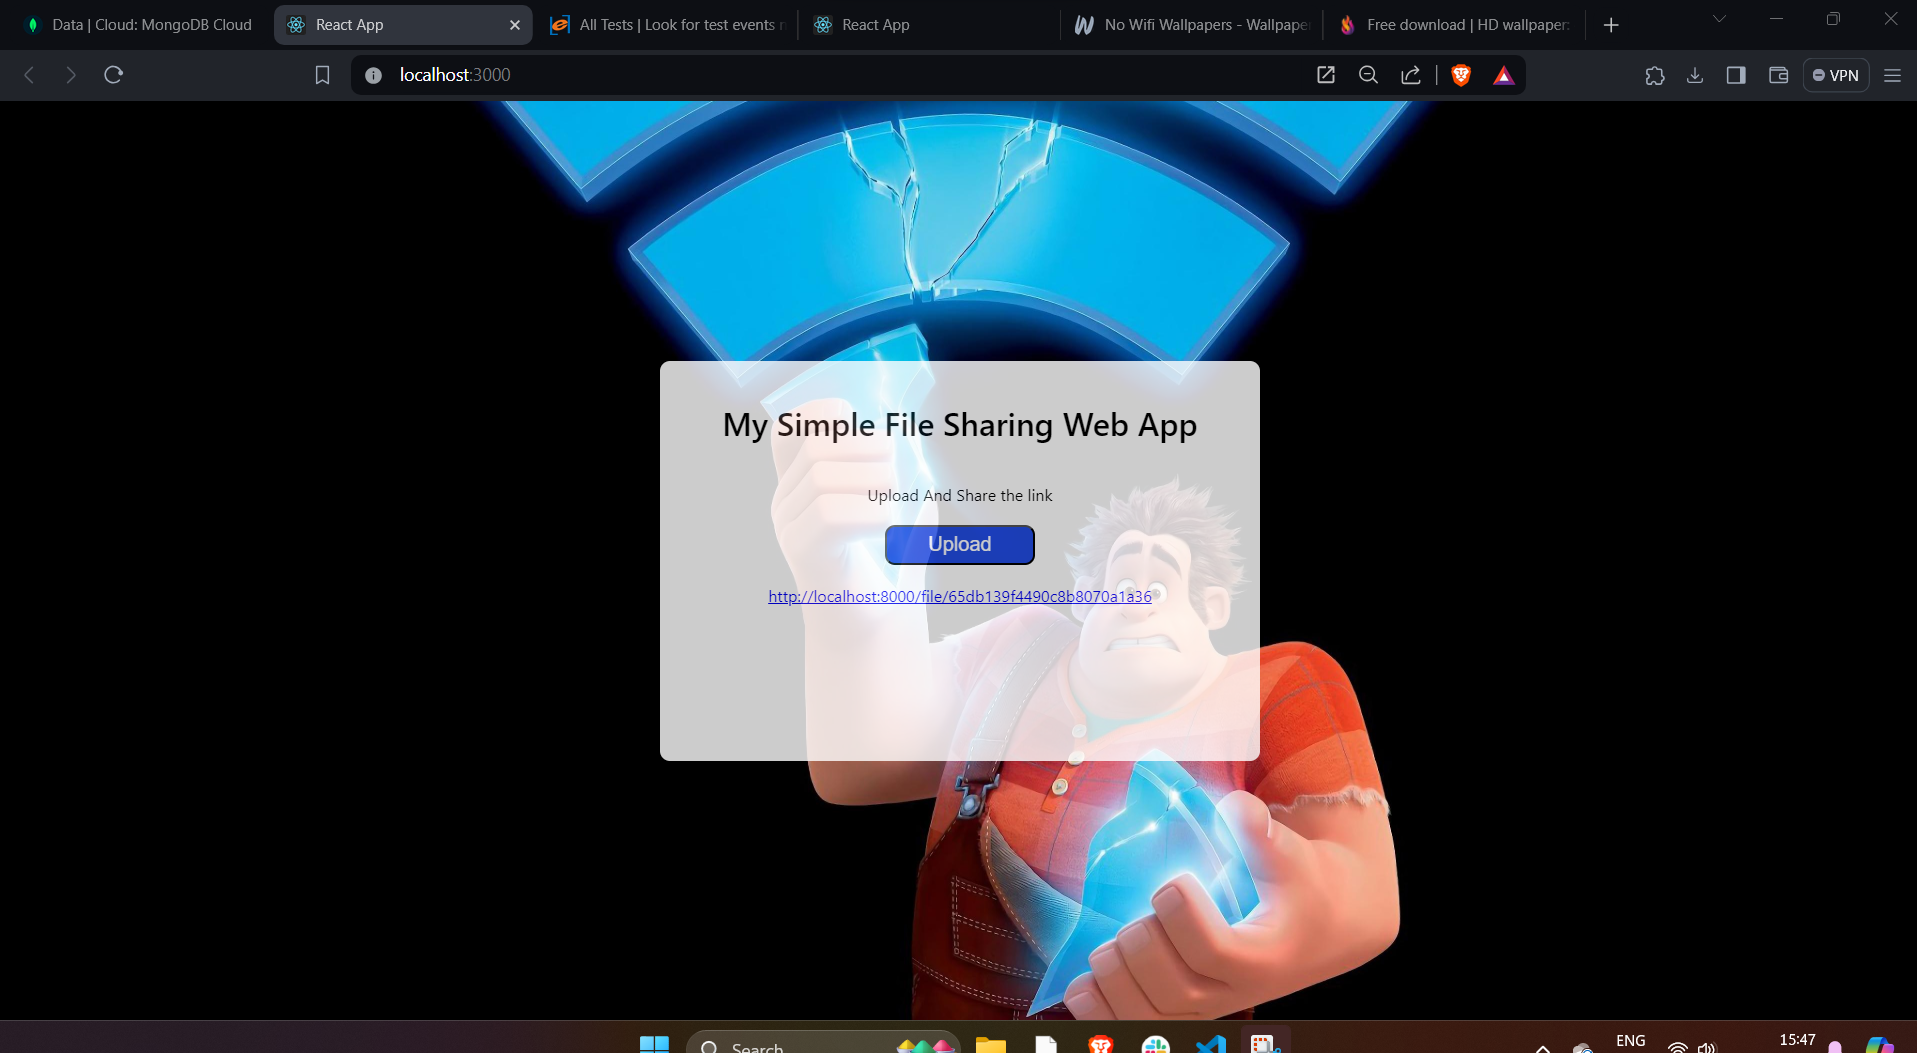 Data | Cloud: MongoDB Cloud
React App
All Tests | Look for test events
React App
No Wifi Wallpapers - Wallpaper
Free download | HD wallpaper:
localhost:3000
VPN
My Simple File Sharing Web App
Upload And Share the link
Upload
http://localhost:8000/file/65db139f4490c8b8070a1a36
Search
ENG
15:47